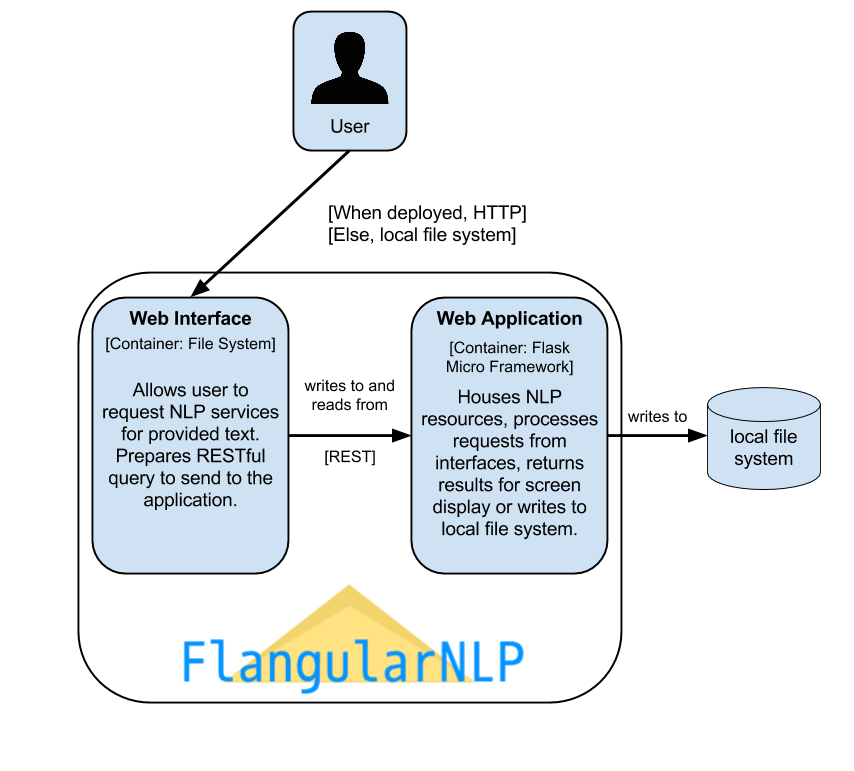 User
[When deployed, HTTP]
[Else, local file system]
Web Interface
[Container: File System]
Allows user to
request NLP services
for provided text.
Prepares RESTful
query to send to the
application.
writes to and
reads from
[REST]
Web Application
[Container: Flask
Micro Framework]
Houses NLP
resources, processes
requests from
interfaces, returns
results for screen
display or writes to
local file system.
writes to
local file
system
FlangularNLP